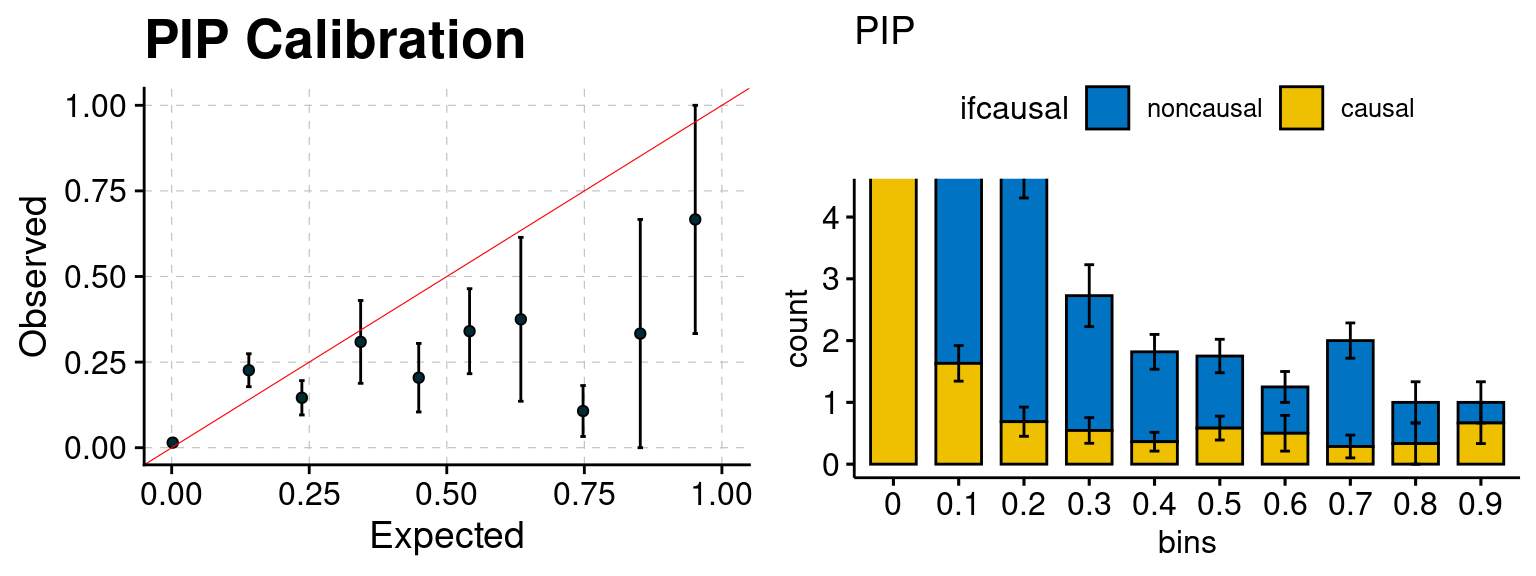 PIP Calibration
Observed
1.00
0.75
0.50
0.25
0.00
0.00 0.25 0.50 0.75 1.00
Expected
PIP
ifcausal noncausal causal
count
4
3
2
1
0
0 0.1 0.2 0.3 0.4 0.5 0.6 0.7 0.8 0.9
bins